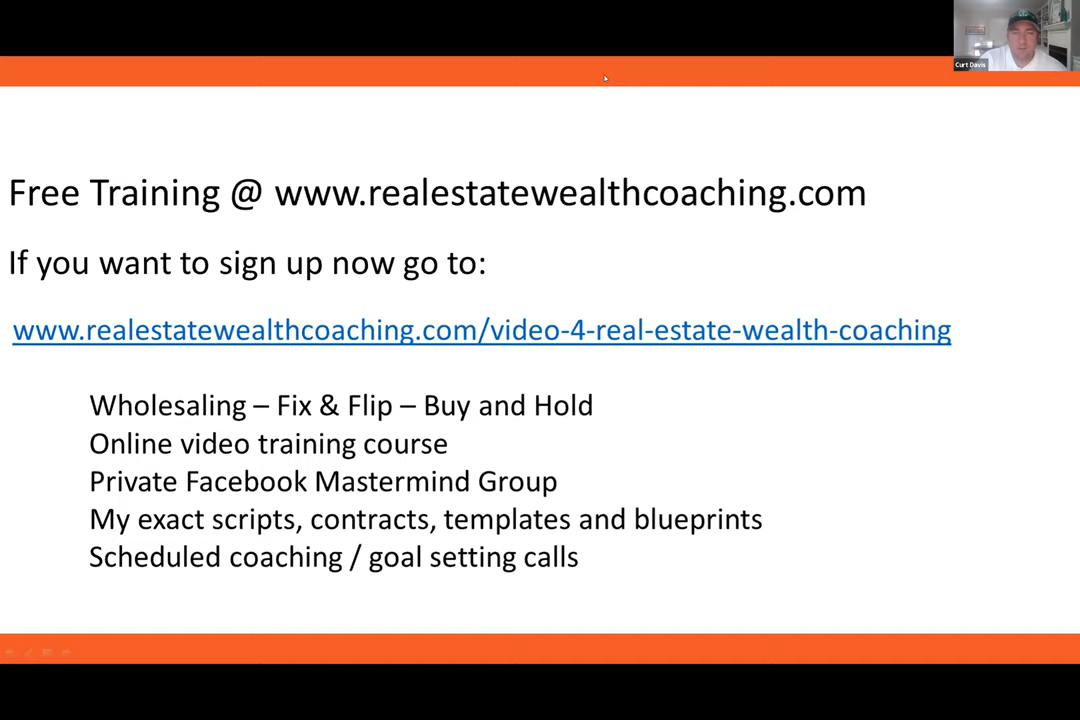 Curt Davis
Free Training @ www.realestatewealthcoaching.com
If you want to sign up now go to:
www.realestatewealthcoaching.com/video-4-real-estate-wealth-coaching
Wholesaling – Fix & Flip – Buy and Hold
Online video training course
Private Facebook Mastermind Group
My exact scripts, contracts, templates and blueprints
Scheduled coaching / goal setting calls